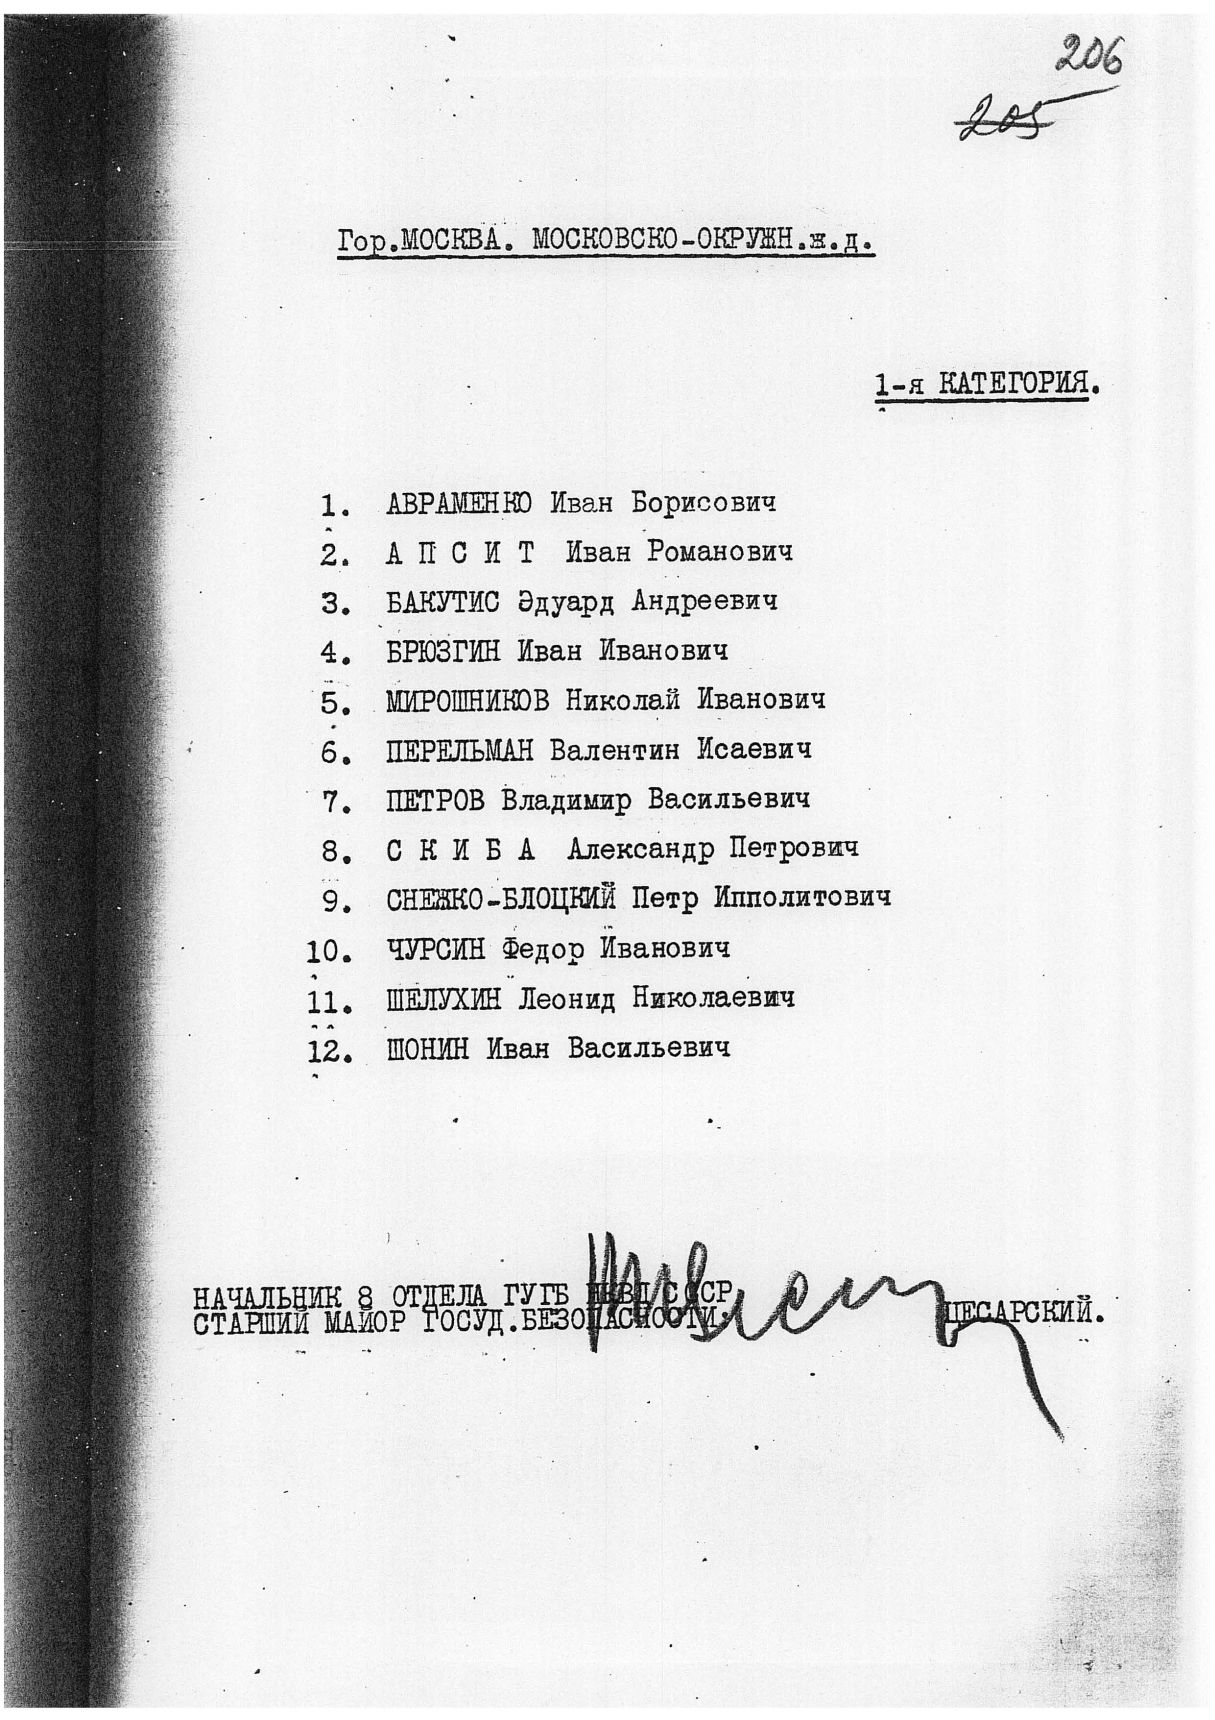 206
205
Гор.МОСКВА. МОСКОВСКО-ОКРУЖН.ж.д.
1-я КАТЕГОРИЯ.
1. АВРАМЕНКО Иван Борисович
2. А П С И Т Иван Романович
3. БАКУТИС Эдуард Андреевич
4. БРЮЗГИН Иван Иванович
5. МИРОШНИКОВ Николай Иванович
6. ПЕРЕЛЬМАН Валентин Исаевич
7. ПЕТРОВ Владимир Васильевич
8. С К И Б А Александр Петрович
9. СНЕЖКО-БЛОЦКИЙ Петр Ипполитович
10. ЧУРСИН Федор Иванович
11. ШЕЛУХИН Леонид Николаевич
12. ШОНИН Иван Васильевич
НАЧАЛЬНИК 8 ОТДЕЛА ГУГБ НКВД СССР
СТАРШИЙ МАЙОР ГОСУД.БЕЗОПАСНОСТИ: ЦЕСАРСКИЙ.